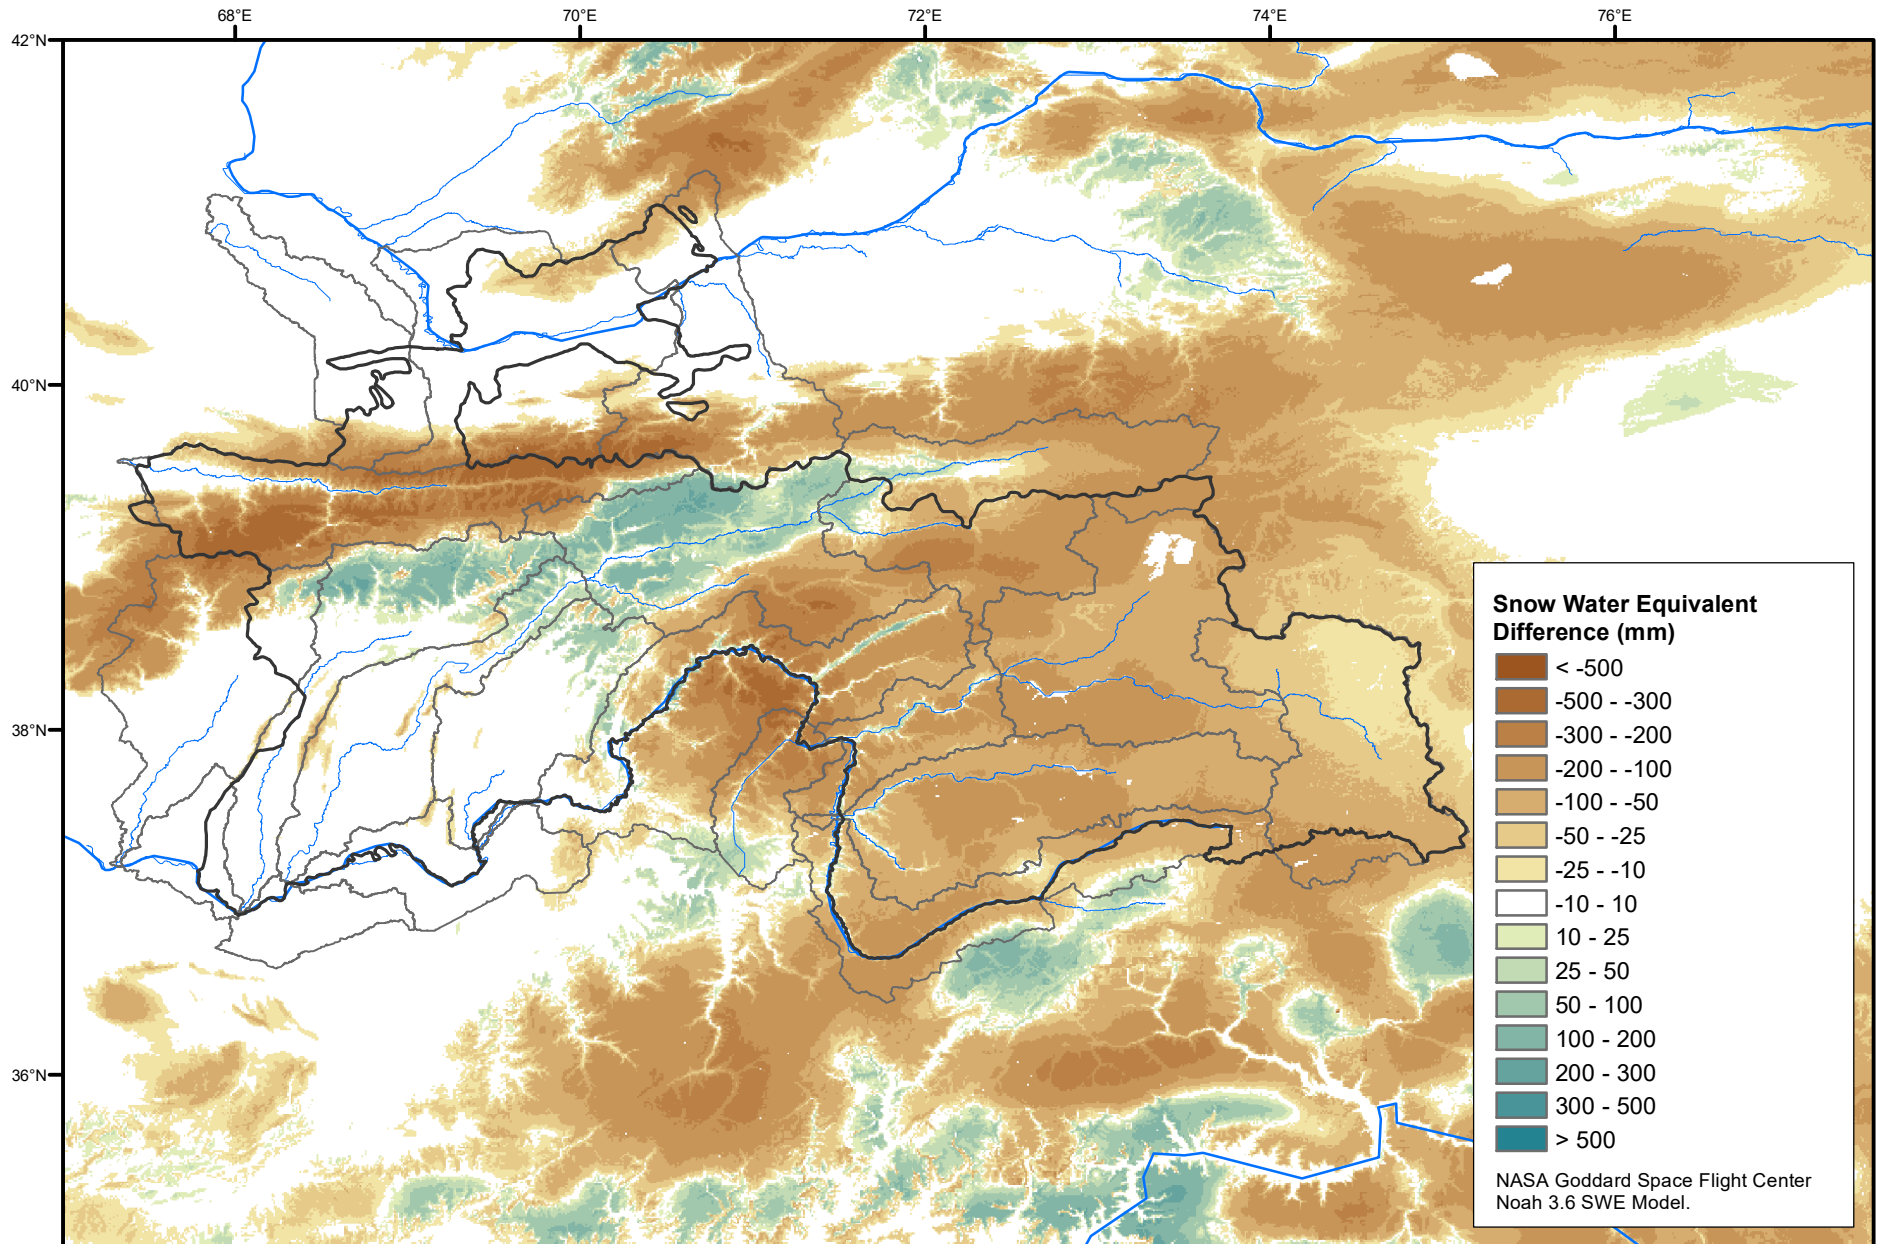 68°E
70°E
72°E
74°E
76°E
42°N
40°N
38°N
36°N
Snow Water Equivalent
Difference (mm)
< -500
-500 - -300
-300 - -200
-200 - -100
-100 - -50
-50 - -25
-25 - -10
-10 - 10
10 - 25
25 - 50
50 - 100
100 - 200
200 - 300
300 - 500
> 500
NASA Goddard Space Flight Center
Noah 3.6 SWE Model.